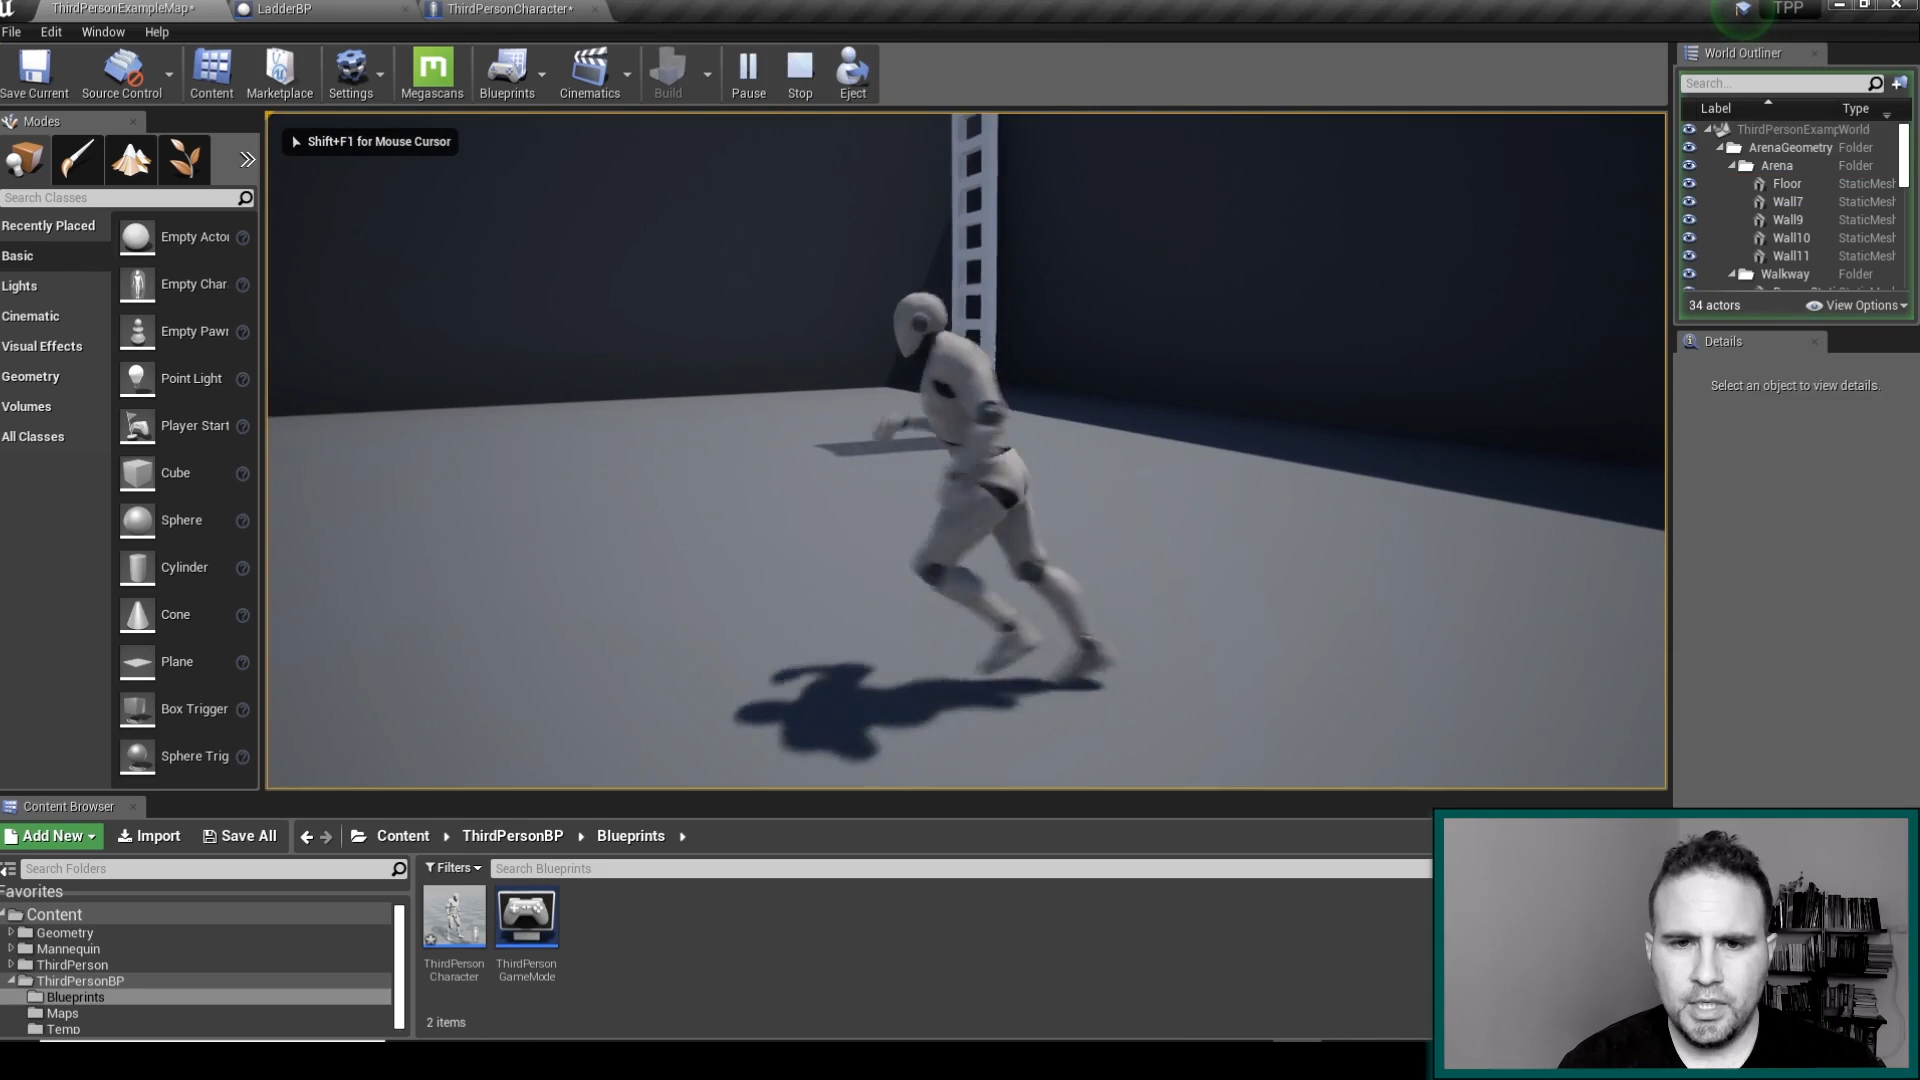 ThirdPersonExampleMap*
LadderBP
ThirdPersonCharacter*
TPP
File
Edit
Window
Help
Save Current
Source Control
Content
Marketplace
Settings
Megascans
Blueprints
Cinematics
Build
Pause
Stop
Eject
Modes
Search Classes
Recently Placed
Basic
Lights
Cinematic
Visual Effects
Geometry
Volumes
All Classes
Empty Actor
Empty Char
Empty Pawn
Point Light
Player Start
Cube
Sphere
Cylinder
Cone
Plane
Box Trigger
Sphere Trig
Shift+F1 for Mouse Cursor
World Outliner
Search...
Label
Type
ThirdPersonExamp World
ArenaGeometry Folder
Arena Folder
Floor StaticMesh
Wall7 StaticMesh
Wall9 StaticMesh
Wall10 StaticMesh
Wall11 StaticMesh
Walkway Folder
34 actors
View Options
Details
Select an object to view details.
Content Browser
Add New
Import
Save All
Content
ThirdPersonBP
Blueprints
Search Folders
Filters
Search Blueprints
Favorites
Content
Geometry
Mannequin
ThirdPerson
ThirdPersonBP
Blueprints
Maps
Temp
ThirdPerson
Character
ThirdPerson
GameMode
2 items